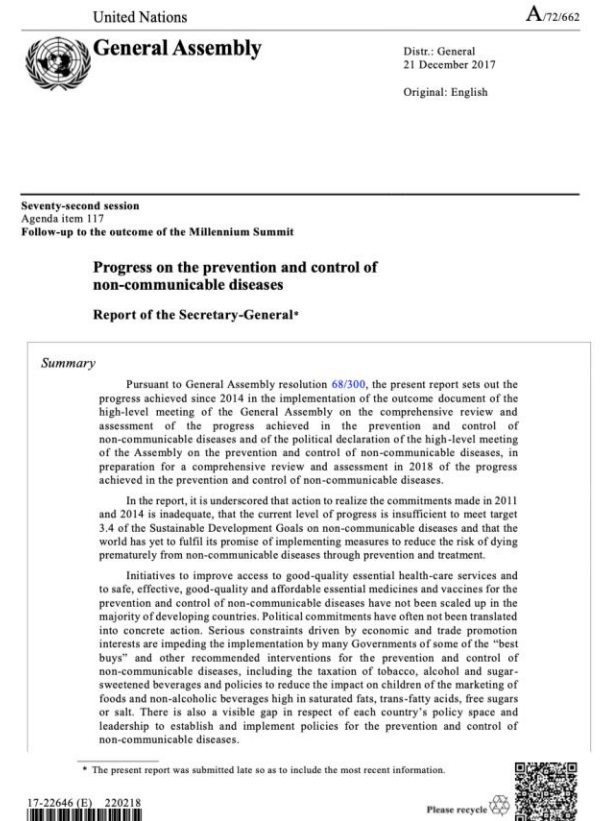 United Nations
A/72/662
General Assembly
Distr.: General
21 December 2017
Original: English
Seventy-second session
Agenda item 117
Follow-up to the outcome of the Millennium Summit
Progress on the prevention and control of
non-communicable diseases
Report of the Secretary-General*
Summary
Pursuant to General Assembly resolution 68/300, the present report sets out the
progress achieved since 2014 in the implementation of the outcome document of the
high-level meeting of the General Assembly on the comprehensive review and
assessment of the progress achieved in the prevention and control of
non-communicable diseases and of the political declaration of the high-level meeting
of the Assembly on the prevention and control of non-communicable diseases, in
preparation for a comprehensive review and assessment in 2018 of the progress
achieved in the prevention and control of non-communicable diseases.
In the report, it is underscored that action to realize the commitments made in 2011
and 2014 is inadequate, that the current level of progress is insufficient to meet target
3.4 of the Sustainable Development Goals on non-communicable diseases and that the
world has yet to fulfil its promise of implementing measures to reduce the risk of dying
prematurely from non-communicable diseases through prevention and treatment.
Initiatives to improve access to good-quality essential health-care services and
to safe, effective, good-quality and affordable essential medicines and vaccines for the
prevention and control of non-communicable diseases have not been scaled up in the
majority of developing countries. Political commitments have often not been translated
into concrete action. Serious constraints driven by economic and trade promotion
interests are impeding the implementation by many Governments of some of the “best
buys” and other recommended interventions for the prevention and control of
non-communicable diseases, including the taxation of tobacco, alcohol and sugar-
sweetened beverages and policies to reduce the impact on children of the marketing of
foods and non-alcoholic beverages high in saturated fats, trans-fatty acids, free sugars
or salt. There is also a visible gap in respect of each country’s policy space and
leadership to establish and implement policies for the prevention and control of
non-communicable diseases.
* The present report was submitted late so as to include the most recent information.
17-22646 (E) 220218
Please recycle